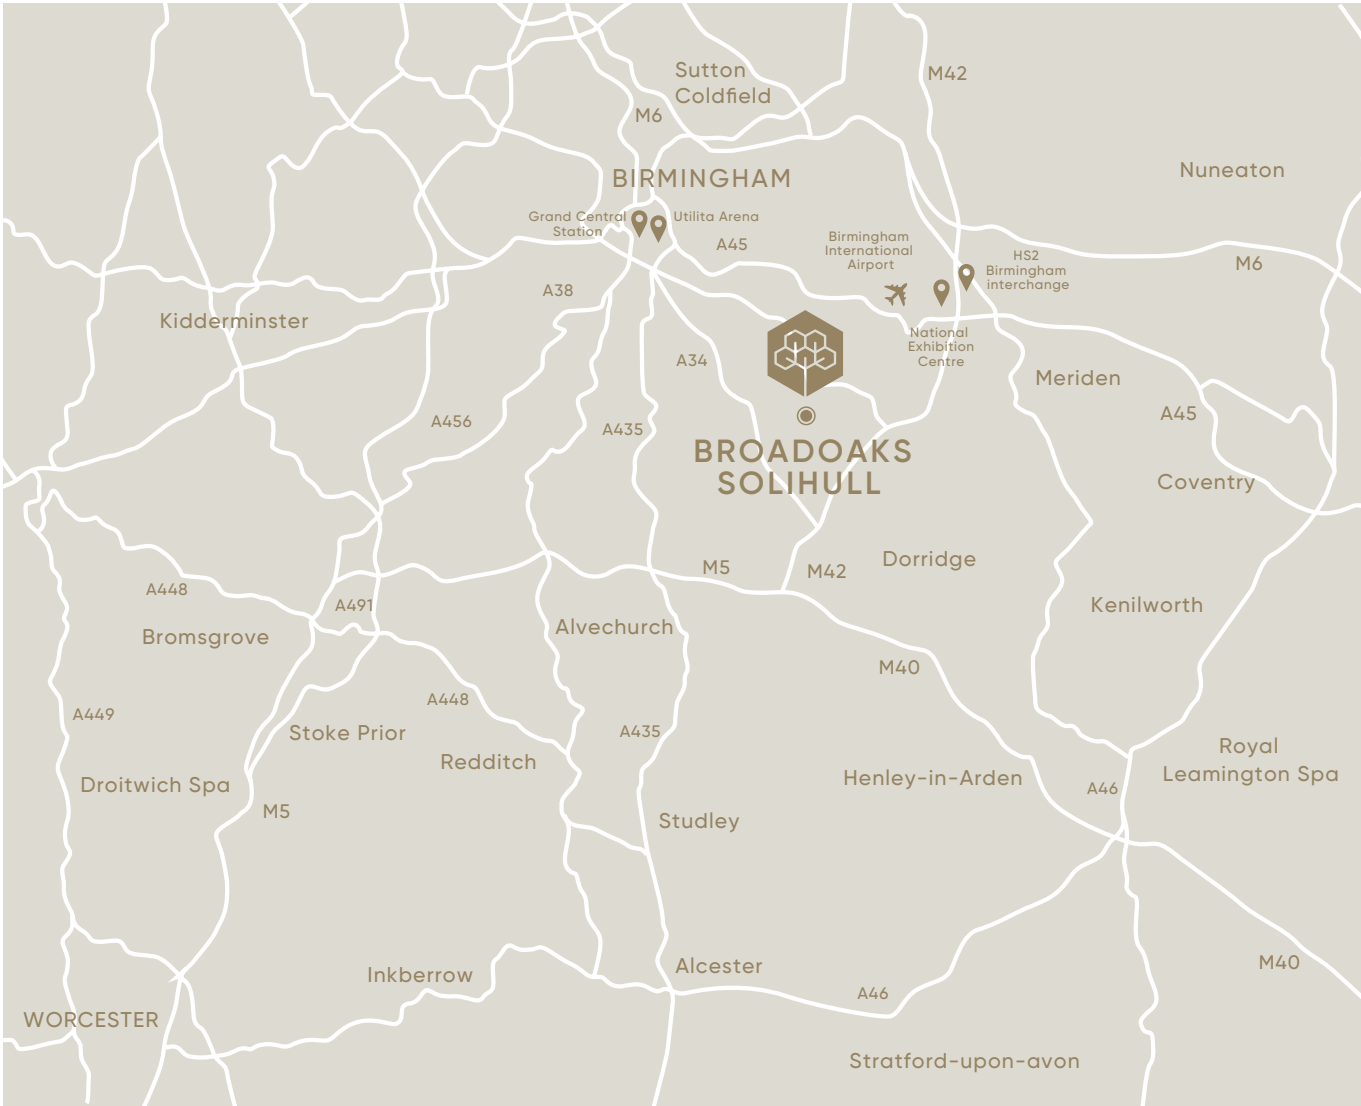 Sutton
Coldfield
M42
M6
Nuneaton
BIRMINGHAM
Grand Central
Station
Utilita Arena
A45
Birmingham
International
Airport
HS2
Birmingham
interchange
M6
A38
Kidderminster
National
Exhibition
Centre
A34
Meriden
A45
A456
A435
BROADOAKS
SOLIHULL
Coventry
M5
M42
Dorridge
A448
A491
Kenilworth
Bromsgrove
Alvechurch
M40
A449
A448
Stoke Prior
A435
Redditch
Royal
Leamington Spa
Droitwich Spa
Henley-in-Arden
A46
M5
Studley
Inkberrow
Alcester
M40
A46
WORCESTER
Stratford-upon-avon